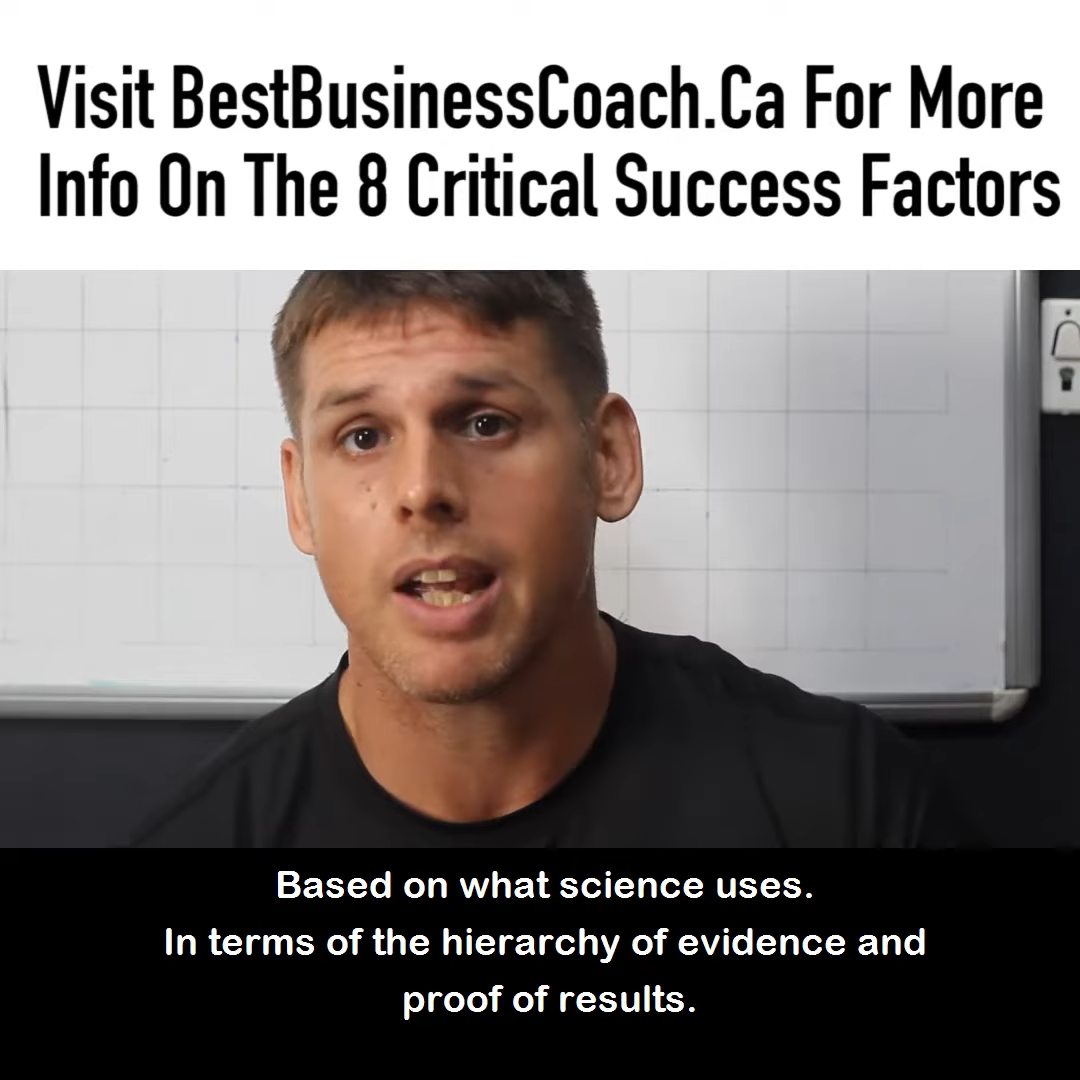 Visit BestBusinessCoach.Ca For More
Info On The 8 Critical Success Factors
Based on what science uses.
In terms of the hierarchy of evidence and
proof of results.